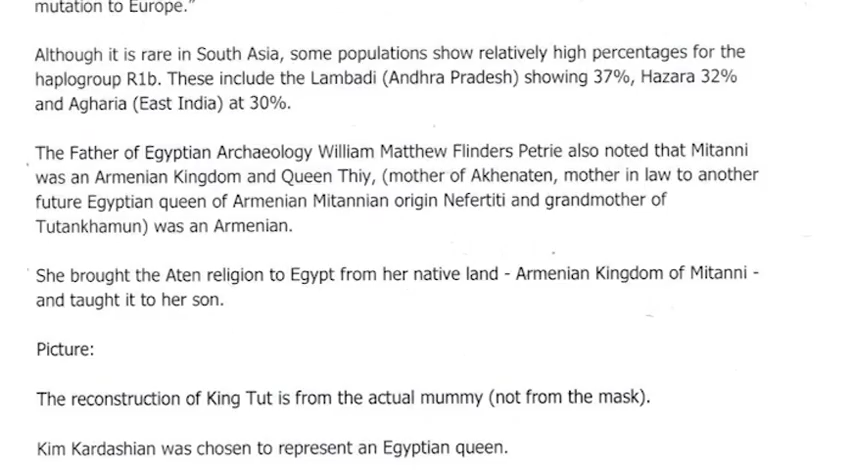 mutation to Europe."
Although it is rare in South Asia, some populations show relatively high percentages for the
haplogroup R1b. These include the Lambadi (Andhra Pradesh) showing 37%, Hazara 32%
and Agharia (East India) at 30%.
The Father of Egyptian Archaeology William Matthew Flinders Petrie also noted that Mitanni
was an Armenian Kingdom and Queen Thiy, (mother of Akhenaten, mother in law to another
future Egyptian queen of Armenian Mitannian origin Nefertiti and grandmother of
Tutankhamun) was an Armenian.
She brought the Aten religion to Egypt from her native land - Armenian Kingdom of Mitanni -
and taught it to her son.
Picture:
The reconstruction of King Tut is from the actual mummy (not from the mask).
Kim Kardashian was chosen to represent an Egyptian queen.